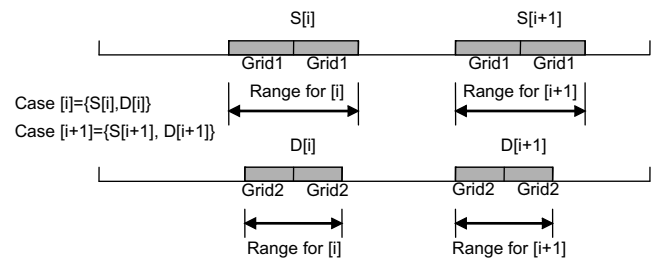 S[i] S[i+1]
Grid1 Grid1 Grid1 Grid1
Range for [i] Range for [i+1]
Case [i]={S[i],D[i]}
Case [i+1]={S[i+1], D[i+1]}
D[i] D[i+1]
Grid2 Grid2 Grid2 Grid2
Range for [i] Range for [i+1]